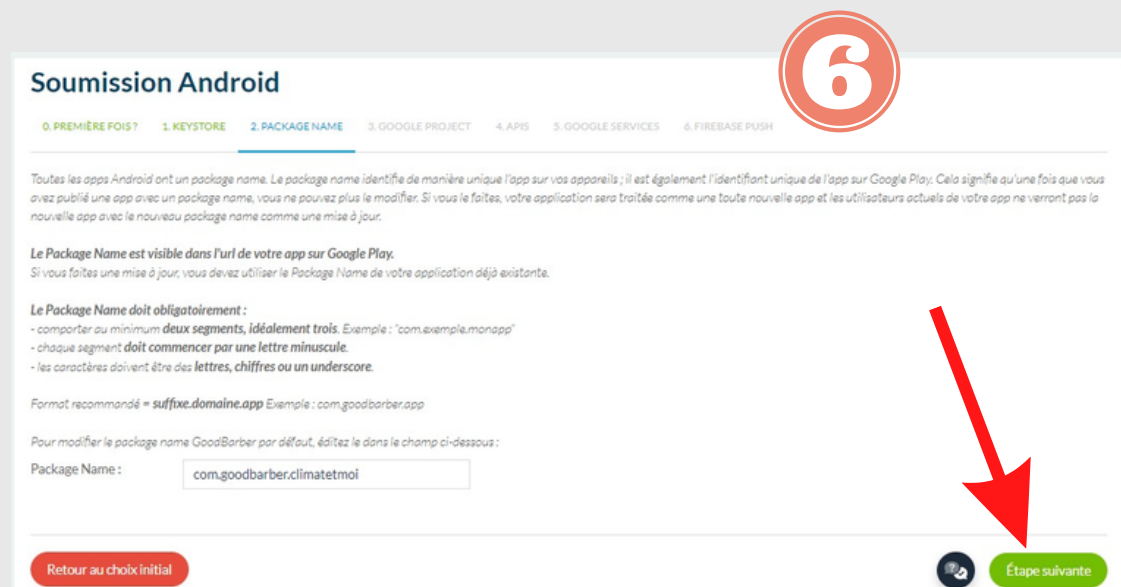 6
Soumission Android
0. PREMIÈRE FOIS ? 1. KEYSTORE 2. PACKAGE NAME 3. GOOGLE PROJECT 4. APIS 5. GOOGLE SERVICES 6. FIREBASE PUSH
Toutes les apps Android ont un package name. Le package name identifie de manière unique l'app sur vos appareils ; il est également l'identifiant unique de l'app sur Google Play. Cela signifie qu'une fois que vous
avez publié une app avec un package name, vous ne pouvez plus le modifier. Si vous le faites, votre application sera traitée comme une toute nouvelle app et les utilisateurs actuels de votre app ne verront pas la
nouvelle app avec le nouveau package name comme une mise à jour.
Le Package Name est visible dans l'url de votre app sur Google Play.
Si vous faites une mise à jour, vous devez utiliser le Package Name de votre application déjà existante.
Le Package Name doit obligatoirement :
- comporter au minimum deux segments, idéalement trois. Exemple : "com.exemple.monapp"
- chaque segment doit commencer par une lettre minuscule.
- les caractères doivent être des lettres, chiffres ou un underscore.
Format recommandé = suffixe.domaine.app Exemple : com.goodbarber.app
Pour modifier le package name GoodBarber par défaut, éditez le dans le champ ci-dessous :
Package Name : com.goodbarber.climatetmoi
Retour au choix initial
Étape suivante